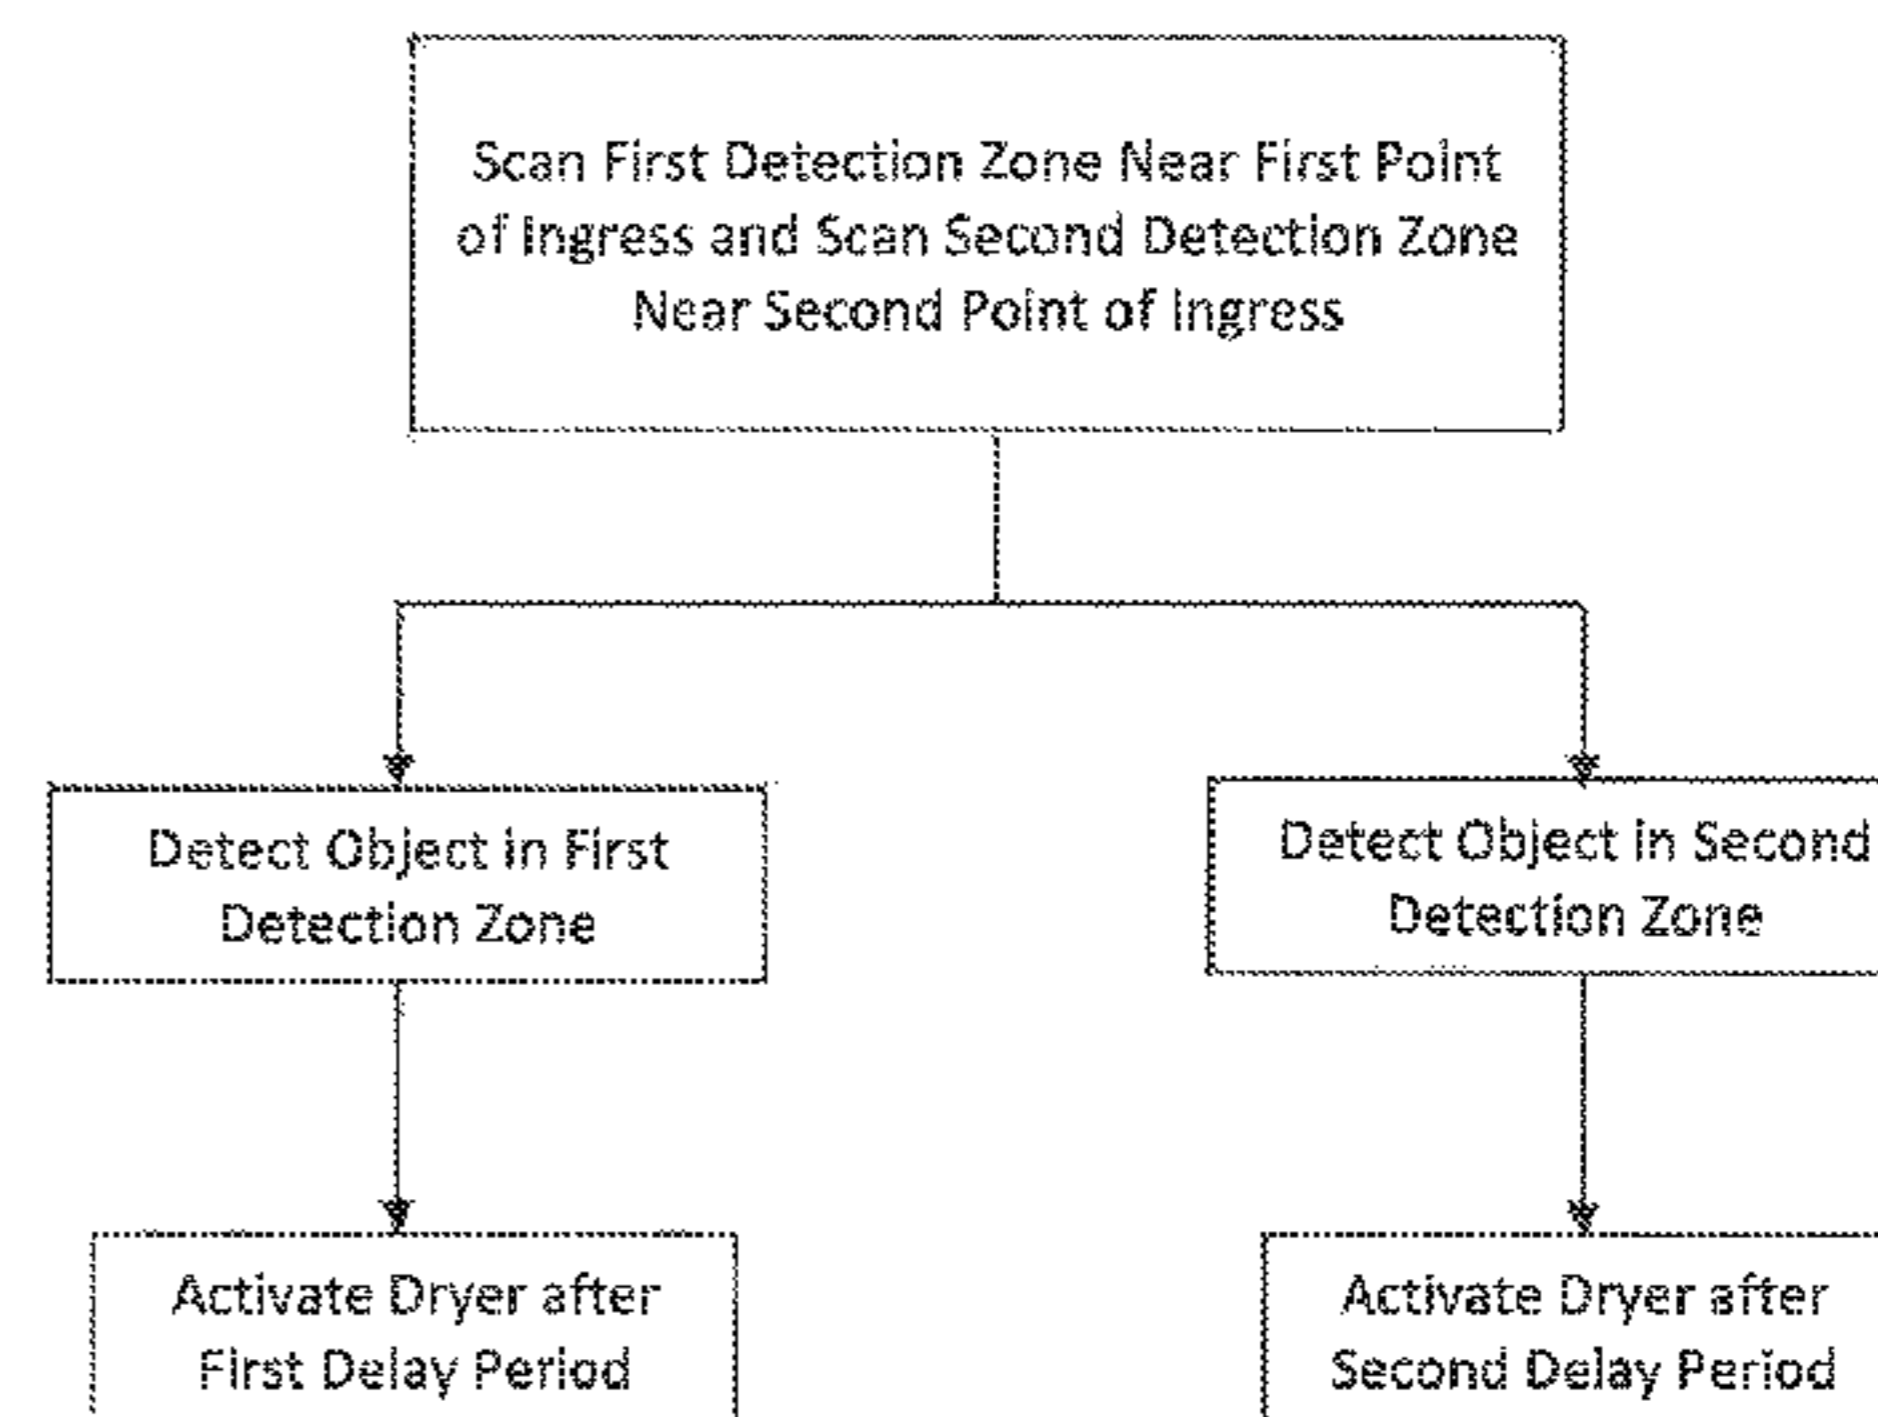 Scan First Detection Zone Near First Point
of Ingress and Scan Second Detection Zone
Near Second Point of Ingress
Detect Object in First
Detection Zone
Detect Object in Second
Detection Zone
Activate Dryer after
First Delay Period
Activate Dryer after
Second Delay Period